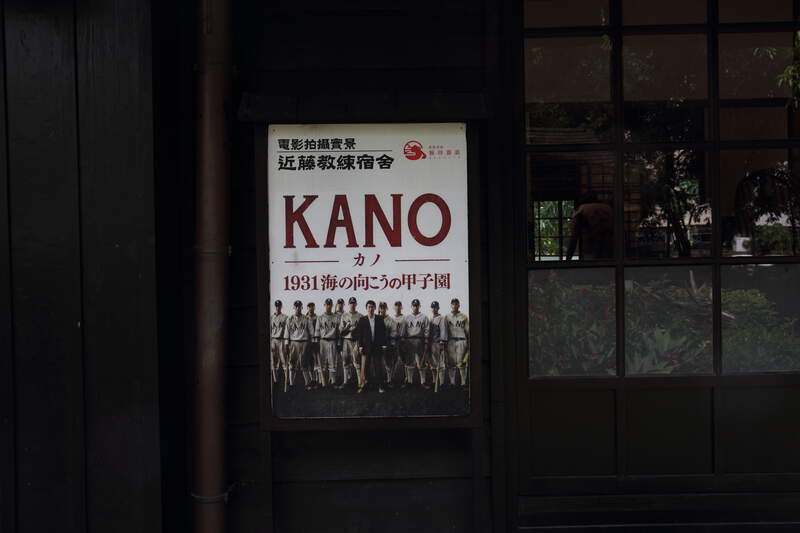 電影拍攝實景
近藤教練宿舍
KANO
カノ
1931海の向こうの甲子園